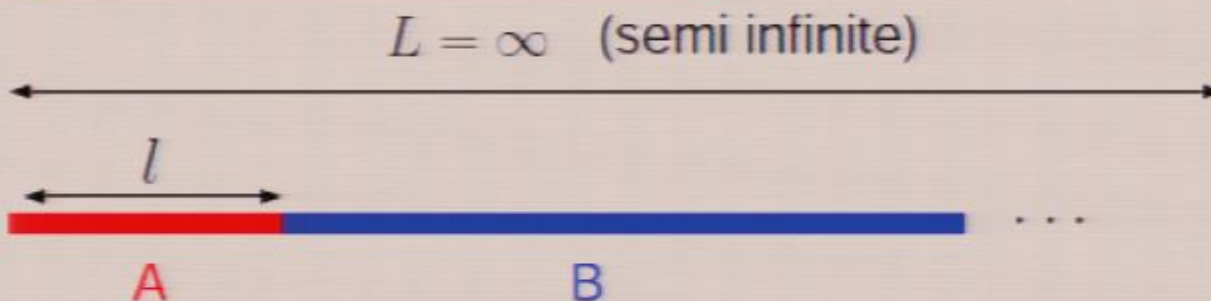 L = ∞ (semi infinite)
l
...
A B